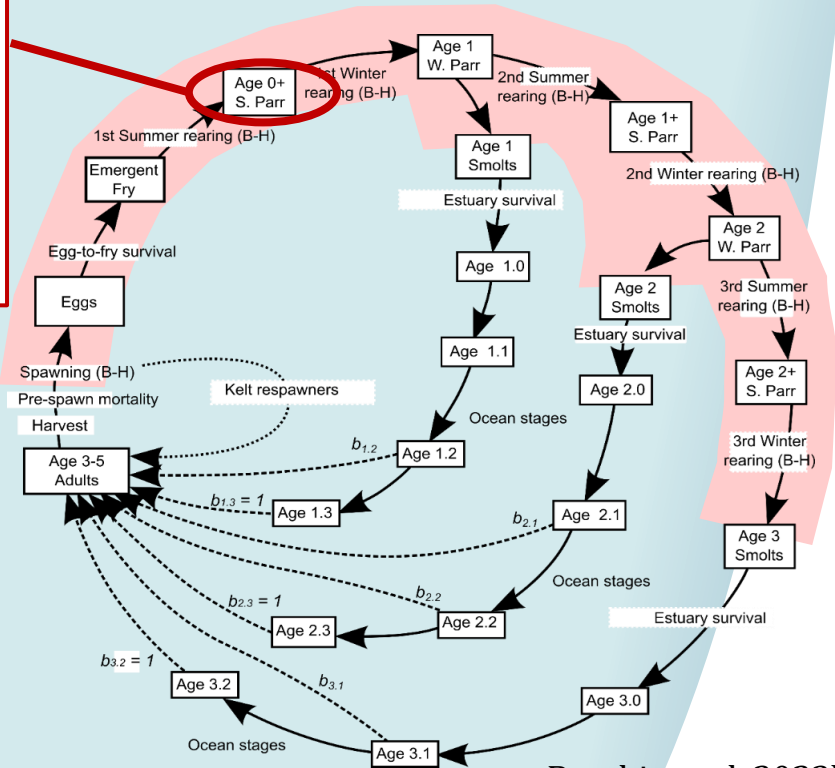 Age 0+
S. Parr
1st Winter
rearing (B-H)
Age 1
W. Parr
2nd Summer
rearing (B-H)
Age 1+
S. Parr
1st Summer rearing (B-H)
Age 1
Smolts
2nd Winter rearing (B-H)
Emergent
Fry
Estuary survival
Age 2
W. Parr
Egg-to-fry survival
Age 1.0
Age 2
Smolts
3rd Summer
rearing (B-H)
Eggs
Estuary survival
Age 1.1
Spawning (B-H)
Kelt respawners
Age 2.0
Age 2+
S. Parr
Pre-spawn mortality
Harvest
Ocean stages
b1.2
Age 1.2
3rd Winter
rearing (B-H)
Age 3-5
Adults
b1.3 = 1
Age 1.3
b2.1
Age 2.1
Age 3
Smolts
Ocean stages
b2.2
b2.3 = 1
Age 2.3
Age 2.2
Estuary survival
b3.2 = 1
Age 3.2
b3.1
Age 3.0
Ocean stages
Age 3.1